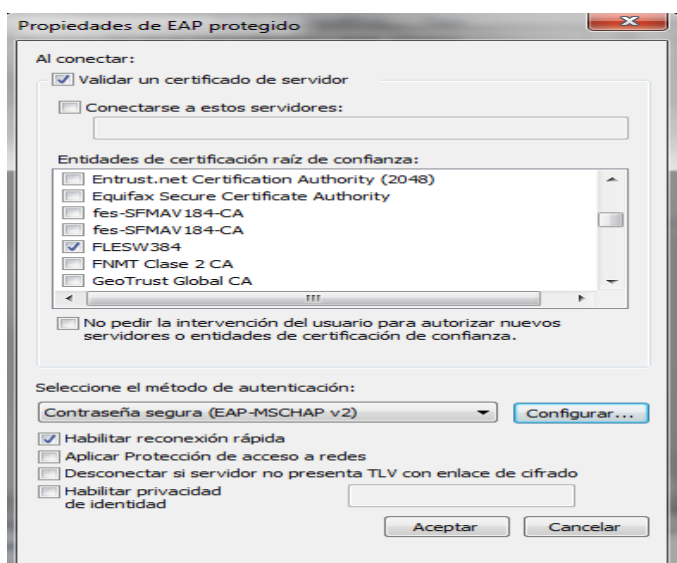 Propiedades de EAP protegido
Al conectar:
Validar un certificado de servidor
Conectarse a estos servidores:
Entidades de certificación raíz de confianza:
Entrust.net Certification Authority (2048)
Equifax Secure Certificate Authority
fes-SFMAV184-CA
fes-SFMAV184-CA
FLESW384
FNMT Clase 2 CA
GeoTrust Global CA
No pedir la intervención del usuario para autorizar nuevos
servidores o entidades de certificación de confianza.
Seleccione el método de autenticación:
Contraseña segura (EAP-MSCHAP v2)
Configurar...
Habilitar reconexión rápida
Aplicar Protección de acceso a redes
Desconectar si servidor no presenta TLV con enlace de cifrado
Habilitar privacidad
de identidad
Aceptar
Cancelar